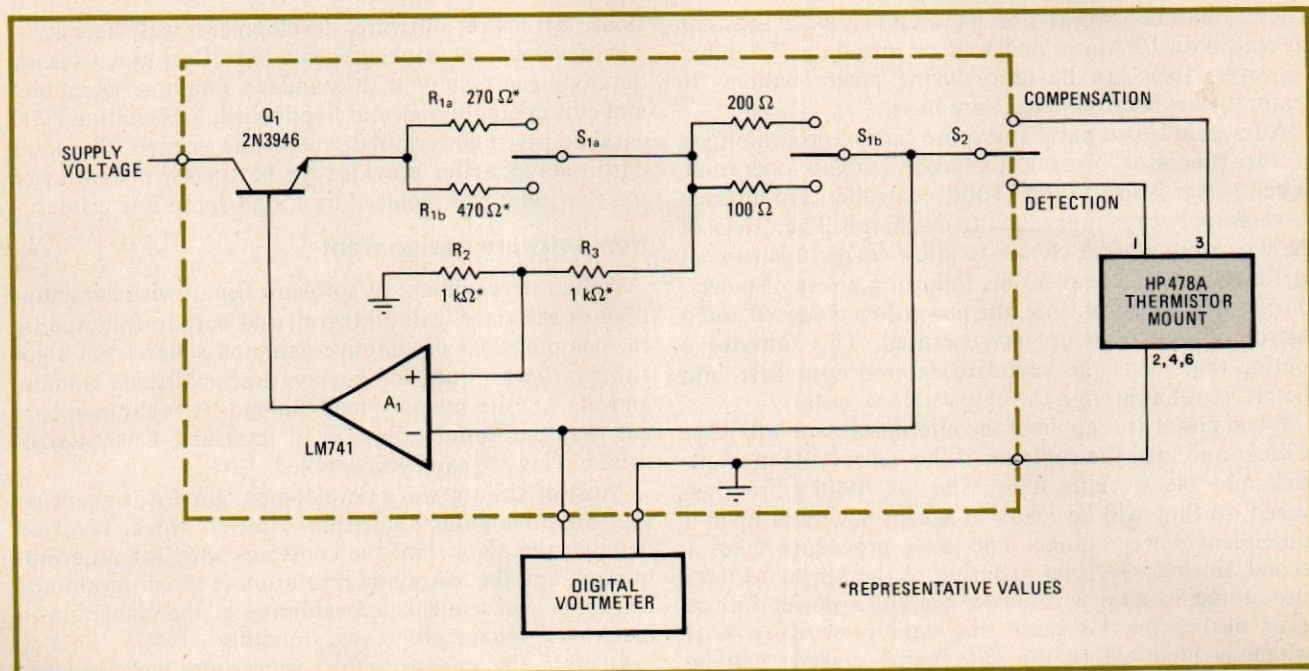 Q₁
2N3946
SUPPLY
VOLTAGE
R₁ₐ 270 Ω*
S₁ₐ
R₁b 470 Ω*
200 Ω
S₁b
100 Ω
S₂
COMPENSATION
DETECTION
1
3
HP478A
THERMISTOR
MOUNT
2,4,6
R₂
1 kΩ*
R₃
1 kΩ*
+
A₁
−
LM741
DIGITAL
VOLTMETER
*REPRESENTATIVE VALUES